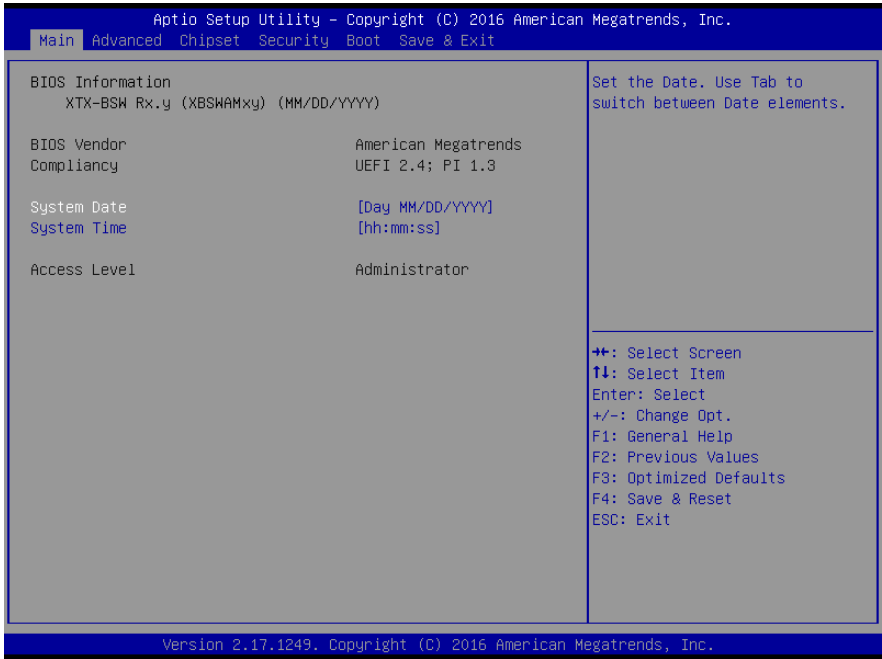 Aptio Setup Utility – Copyright (C) 2016 American Megatrends, Inc.
Main Advanced Chipset Security Boot Save & Exit
BIOS Information
XTX-BSW Rx.y (XBSWAMxy) (MM/DD/YYYY)
BIOS Vendor American Megatrends
Compliancy UEFI 2.4; PI 1.3
System Date [Day MM/DD/YYYY]
System Time [hh:mm:ss]
Access Level Administrator
Set the Date. Use Tab to
switch between Date elements.
→←: Select Screen
↑↓: Select Item
Enter: Select
+/-: Change Opt.
F1: General Help
F2: Previous Values
F3: Optimized Defaults
F4: Save & Reset
ESC: Exit
Version 2.17.1249. Copyright (C) 2016 American Megatrends, Inc.